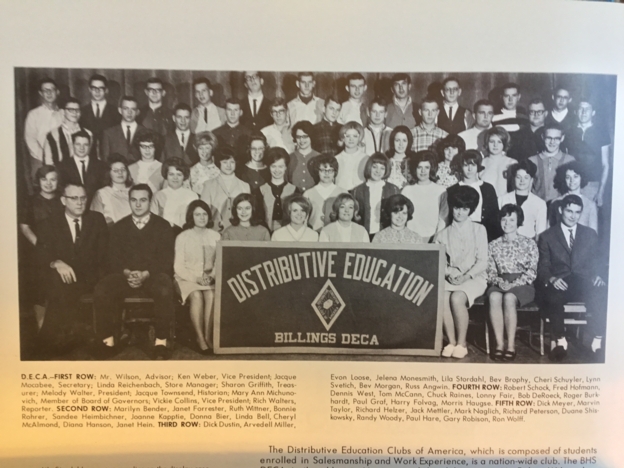 DISTRIBUTIVE EDUCATION
BILLINGS DECA
D.E.C.A.—FIRST ROW: Mr. Wilson, Advisor; Ken Weber, Vice President; Jacque
Macabee, Secretary; Linda Reichenbach, Store Manager; Sharon Griffith, Treas-
urer; Melody Walter, President; Jacque Townsend, Historian; Mary Ann Michuno-
vich, Member of Board of Governors; Vickie Collins, Vice President; Rich Walters,
Reporter. SECOND ROW: Marilyn Bender, Janet Forrester, Ruth Wittner, Bonnie
Rohrer, Sandra Heimbichner, Joanne Kapptie, Donna Bier, Linda Bell, Cheryl
McAlmond, Diana Hanson, Janet Hein. THIRD ROW: Dick Dustin, Arvedell Miller,
Evon Loose, Jelena Manesmith, Lila Stordahl, Bev Brophy, Cheri Schuyler, Lynn
Svetich, Bev Morgan, Russ Angwin. FOURTH ROW: Robert Schock, Fred Hofmann,
Dennis West, Tom McCann, Chuck Raines, Lonny Fair, Bob DeRoeck, Roger Burk-
hardt, Paul Graf, Harry Folvag, Morris Haugse. FIFTH ROW: Dick Meyer, Marvin
Taylor, Richard Helzer, Jack Mettler, Mark Naglich, Richard Peterson, Duane Shis-
kowsky, Randy Woody, Paul Hare, Gary Robison, Ron Wolff.
The Distributive Education Clubs of America, which is composed of students
enrolled in Salesmanship and Work Experience, is a nationwide club. The BHS